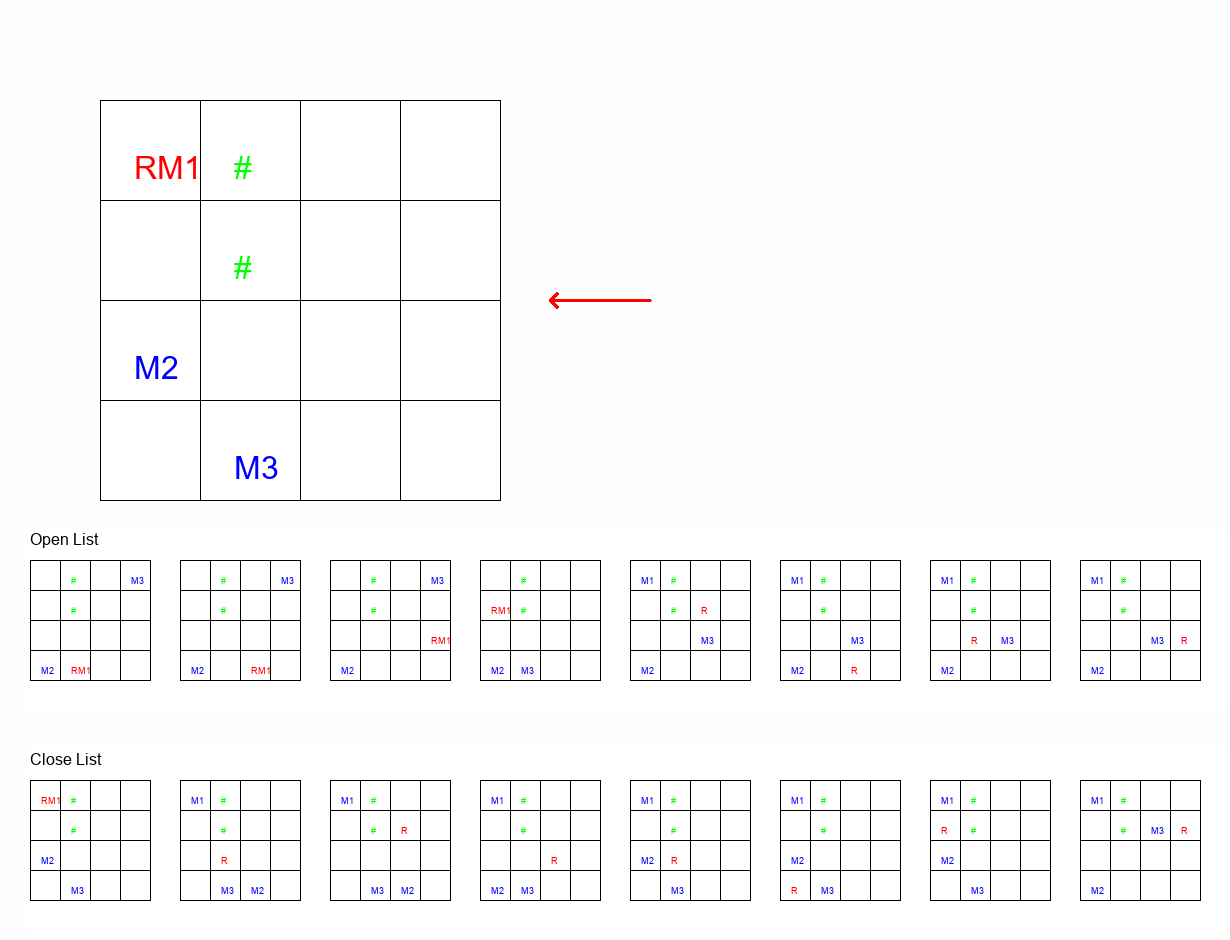 RM1 #
#
M2
M3
Open List
# M3 # M3 # M3 # M1 # M1 # M1 # M1 #
# # # RM1 # # R # # #
RM1 M3 M3 R M3 M3 R
M2 RM1 M2 RM1 M2 M2 M3 M2 M2 R M2 M2
Close List
RM1 # M1 # M1 # M1 # M1 # M1 # M1 # M1 #
# # # R # # # R # # M3 R
M2 R R M2 R M2 M2
M3 M3 M2 M3 M2 M2 M3 M3 R M3 M3 M2